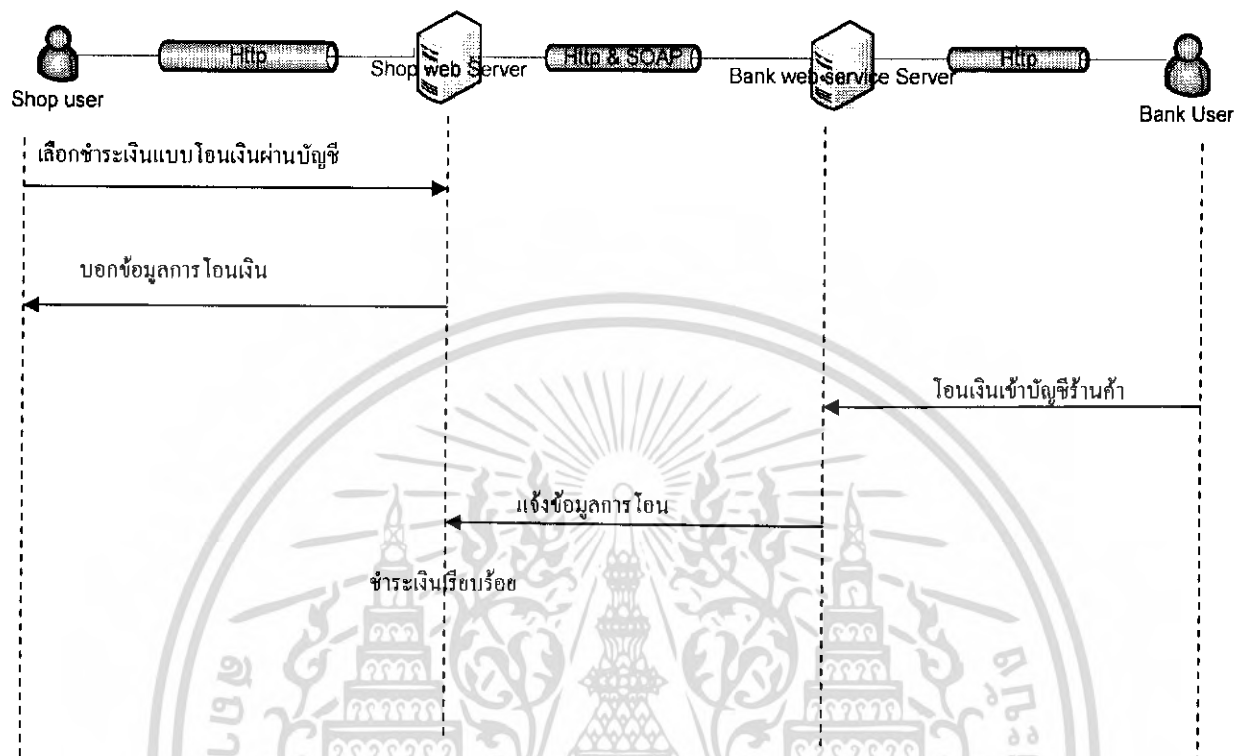 Http
Http & SOAP
Http
Shop user
Shop web Server
Bank web-service Server
Bank User
เลือกชำระเงินแบบโอนเงินผ่านบัญชี
บอกข้อมูลการโอนเงิน
โอนเงินเข้าบัญชีร้านค้า
แจ้งข้อมูลการโอน
ชำระเงินเรียบร้อย